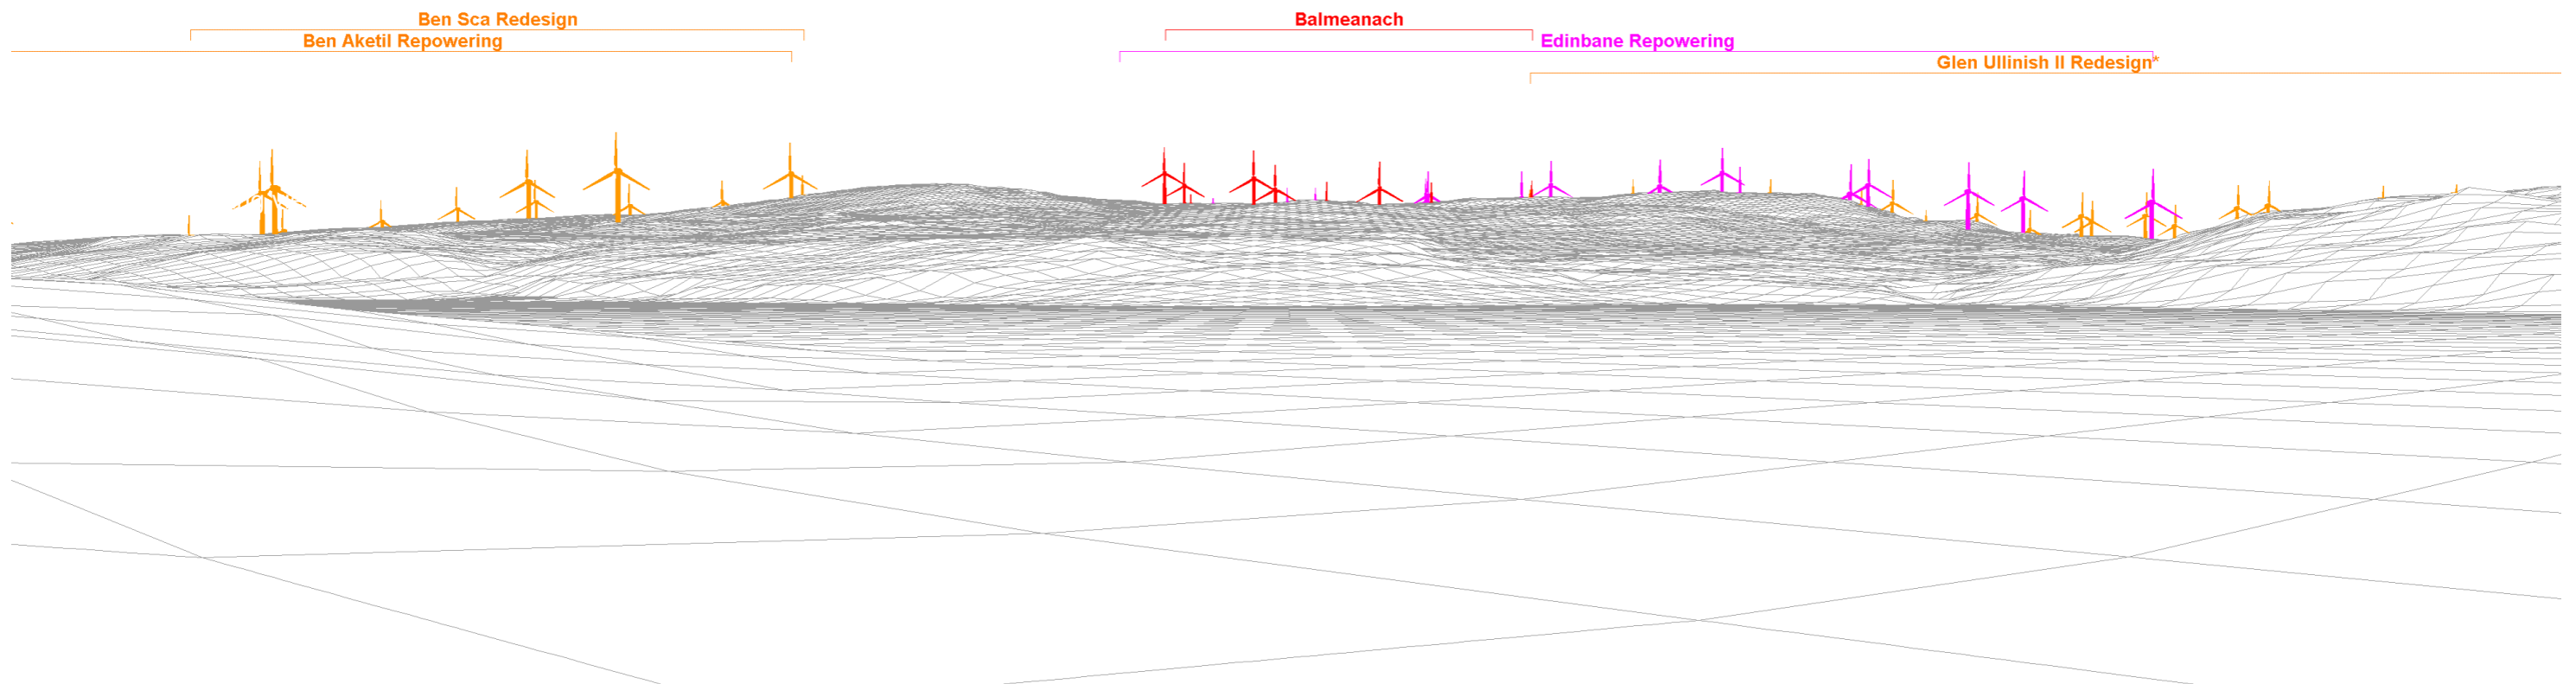 Ben Sca Redesign
Balmeanach
Ben Aketil Repowering
Edinbane Repowering
Glen Ullinish II Redesign*